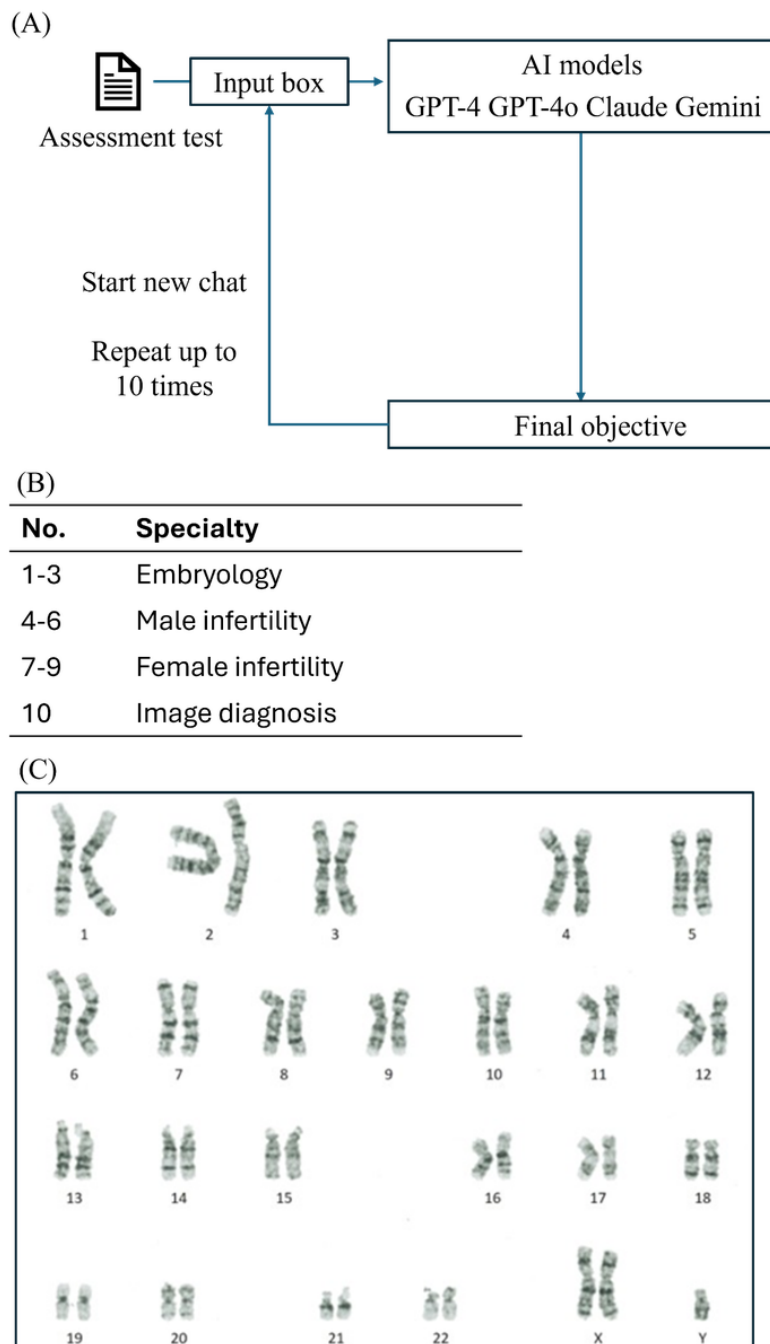 (A)
Assessment test
Input box
AI models
GPT-4 GPT-4o Claude Gemini
Start new chat
Repeat up to
10 times
Final objective
(B)
No. Specialty
1-3 Embryology
4-6 Male infertility
7-9 Female infertility
10 Image diagnosis
(C)
1 2 3 4 5
6 7 8 9 10 11 12
13 14 15 16 17 18
19 20 21 22 X Y